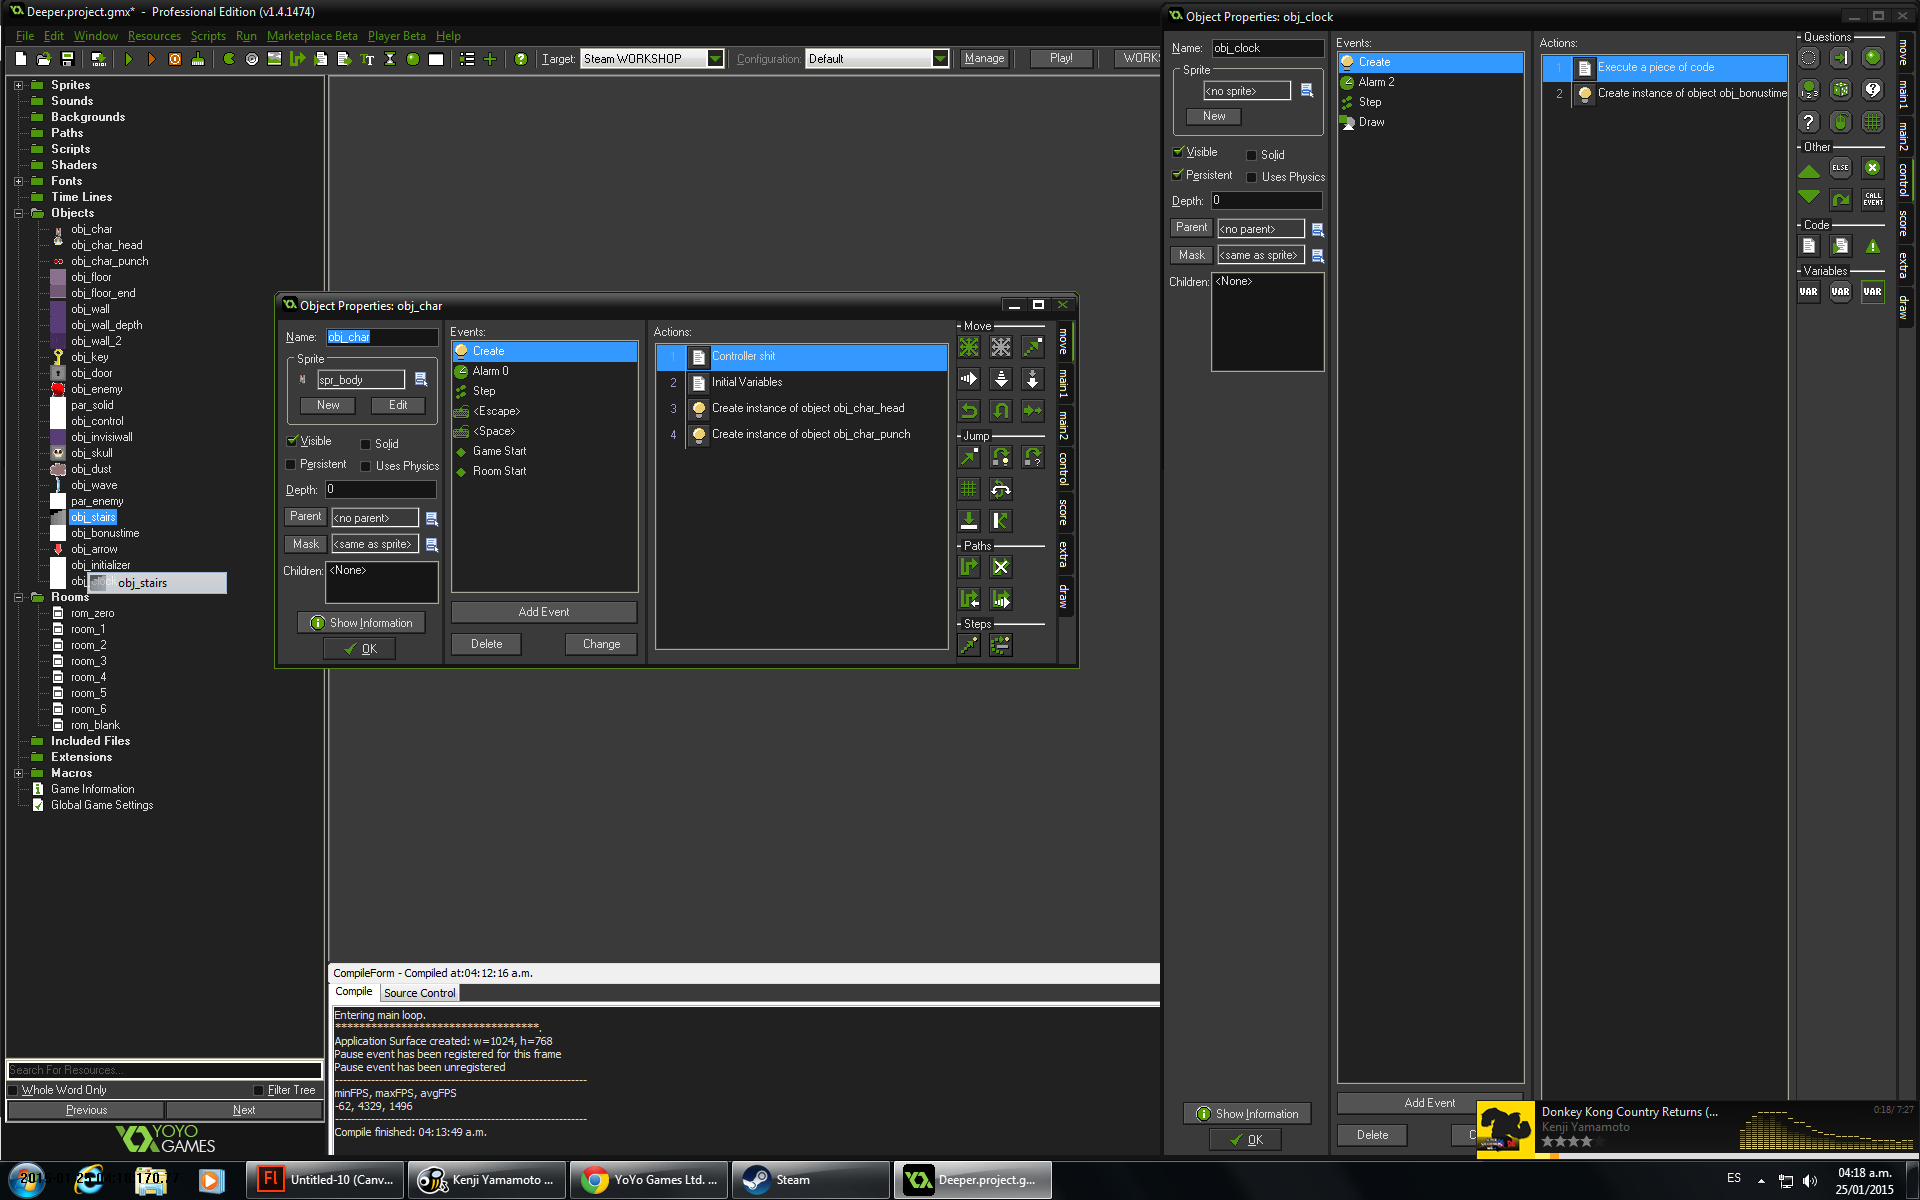 Deeper.project.gmx* - Professional Edition (v1.4.1474)
File Edit Window Resources Scripts Run Marketplace Beta Player Beta Help
Target: Steam WORKSHOP Configuration: Default Manage Play! WORKS
Sprites
Sounds
Backgrounds
Paths
Scripts
Shaders
Fonts
Time Lines
Objects
obj_char
obj_char_head
obj_char_punch
obj_floor
obj_floor_end
obj_wall
obj_wall_depth
obj_wall_2
obj_key
obj_door
obj_enemy
par_solid
obj_control
obj_invisiwall
obj_skull
obj_dust
obj_wave
par_enemy
obj_stairs
obj_bonustime
obj_arrow
obj_initializer
obj_stairs
Rooms
rom_zero
room_1
room_2
room_3
room_4
room_5
room_6
rom_blank
Included Files
Extensions
Macros
Game Information
Global Game Settings
Search For Resources...
Whole Word Only Filter Tree
Previous Next
YOYO
GAMES
Object Properties: obj_char
Name: obj_char
Sprite
spr_body
New Edit
Visible Solid
Persistent Uses Physics
Depth: 0
Parent <no parent>
Mask <same as sprite>
Children: <None>
Show Information
OK
Events:
Create
Alarm 0
Step
<Escape>
<Space>
Game Start
Room Start
Add Event
Delete Change
Actions:
1 Controller shit
2 Initial Variables
3 Create instance of object obj_char_head
4 Create instance of object obj_char_punch
Move
Jump
Paths
Steps
move
main1
main2
control
score
extra
draw
CompileForm - Compiled at:04:12:16 a.m.
Compile Source Control
Entering main loop.
**********************************.
Application Surface created: w=1024, h=768
Pause event has been registered for this frame
Pause event has been unregistered
minFPS, maxFPS, avgFPS
-62, 4329, 1496
Compile finished: 04:13:49 a.m.
Object Properties: obj_clock
Name: obj_clock
Sprite
<no sprite>
New
Visible Solid
Persistent Uses Physics
Depth: 0
Parent <no parent>
Mask <same as sprite>
Children: <None>
Show Information
OK
Events:
Create
Alarm 2
Step
Draw
Add Event
Delete C
Actions:
1 Execute a piece of code
2 Create instance of object obj_bonustime
Questions
Other
ELSE
CALL EVENT
Code
Variables
VAR VAR VAR
move
main1
main2
control
score
extra
draw
Donkey Kong Country Returns (...
Kenji Yamamoto
0:18/ 7:27
Untitled-10 (Canv...
Kenji Yamamoto ...
YoYo Games Ltd. ...
Steam
Deeper.project.g...
ES
04:18 a.m.
25/01/2015